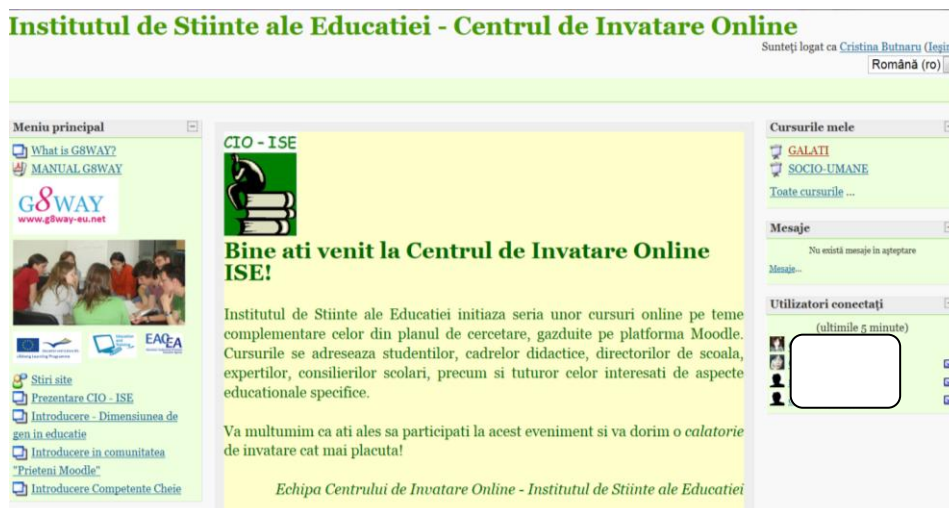 Institutul de Stiinte ale Educatiei - Centrul de Invatare Online
Sunteţi logat ca Cristina Butnaru (Ieşir
Română (ro)
Meniu principal
What is G8WAY?
MANUAL G8WAY
G8WAY
www.g8way-eu.net
EACEA
Stiri site
Prezentare CIO - ISE
Introducere - Dimensiunea de
gen in educatie
Introducere in comunitatea
"Prieteni Moodle"
Introducere Competente Cheie
CIO - ISE
Bine ati venit la Centrul de Invatare Online
ISE!
Institutul de Stiinte ale Educatiei initiaza seria unor cursuri online pe teme
complementare celor din planul de cercetare, gazduite pe platforma Moodle.
Cursurile se adreseaza studentilor, cadrelor didactice, directorilor de scoala,
expertilor, consilierilor scolari, precum si tuturor celor interesati de aspecte
educationale specifice.
Va multumim ca ati ales sa participati la acest eveniment si va dorim o calatorie
de invatare cat mai placuta!
Echipa Centrului de Invatare Online - Institutul de Stiinte ale Educatiei
Cursurile mele
GALATI
SOCIO-UMANE
Toate cursurile ...
Mesaje
Nu există mesaje în aşteptare
Mesaje...
Utilizatori conectaţi
(ultimile 5 minute)